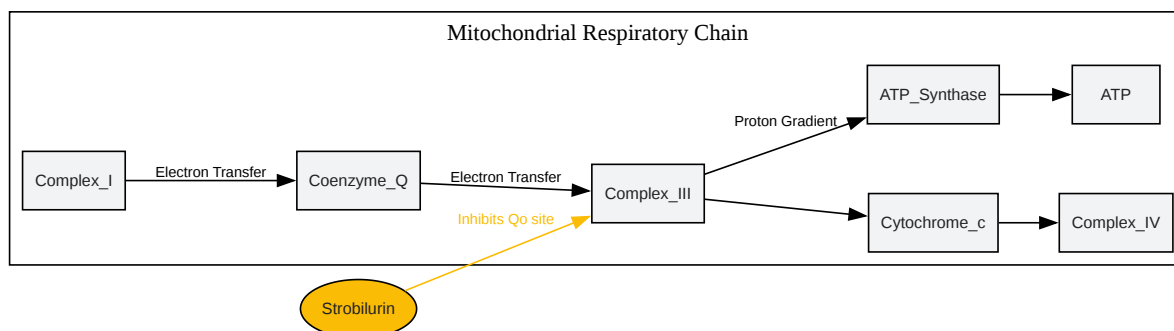 Mitochondrial Respiratory Chain
ATP_Synthase
ATP
Proton Gradient
Complex_I
Electron Transfer
Coenzyme_Q
Electron Transfer
Complex_III
Inhibits Qo site
Cytochrome_c
Complex_IV
Strobilurin